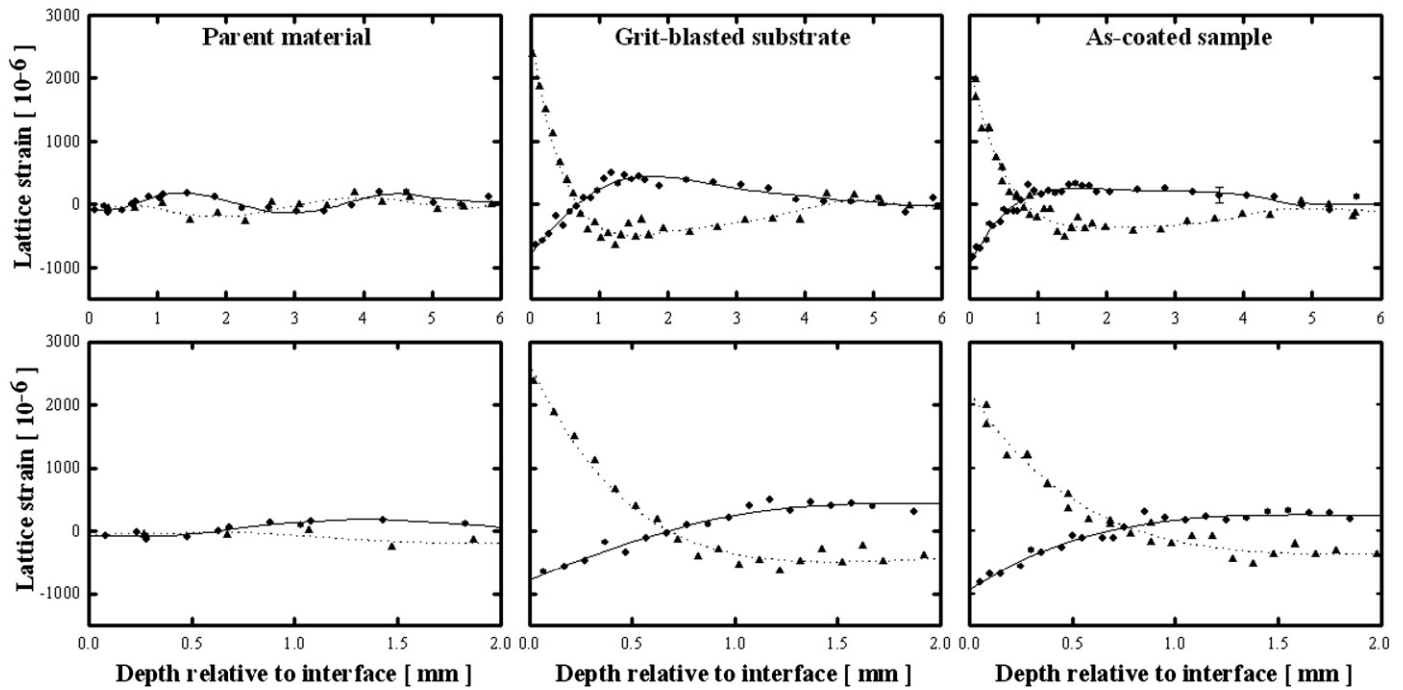 Parent material
Grit-blasted substrate
As-coated sample
Lattice strain [ 10-6 ]
3000
2000
1000
0
-1000
0 1 2 3 4 5 6
0 1 2 3 4 5 6
0 1 2 3 4 5 6
Lattice strain [ 10-6 ]
3000
2000
1000
0
-1000
0.0 0.5 1.0 1.5 2.0
0.0 0.5 1.0 1.5 2.0
0.0 0.5 1.0 1.5 2.0
Depth relative to interface [ mm ]
Depth relative to interface [ mm ]
Depth relative to interface [ mm ]